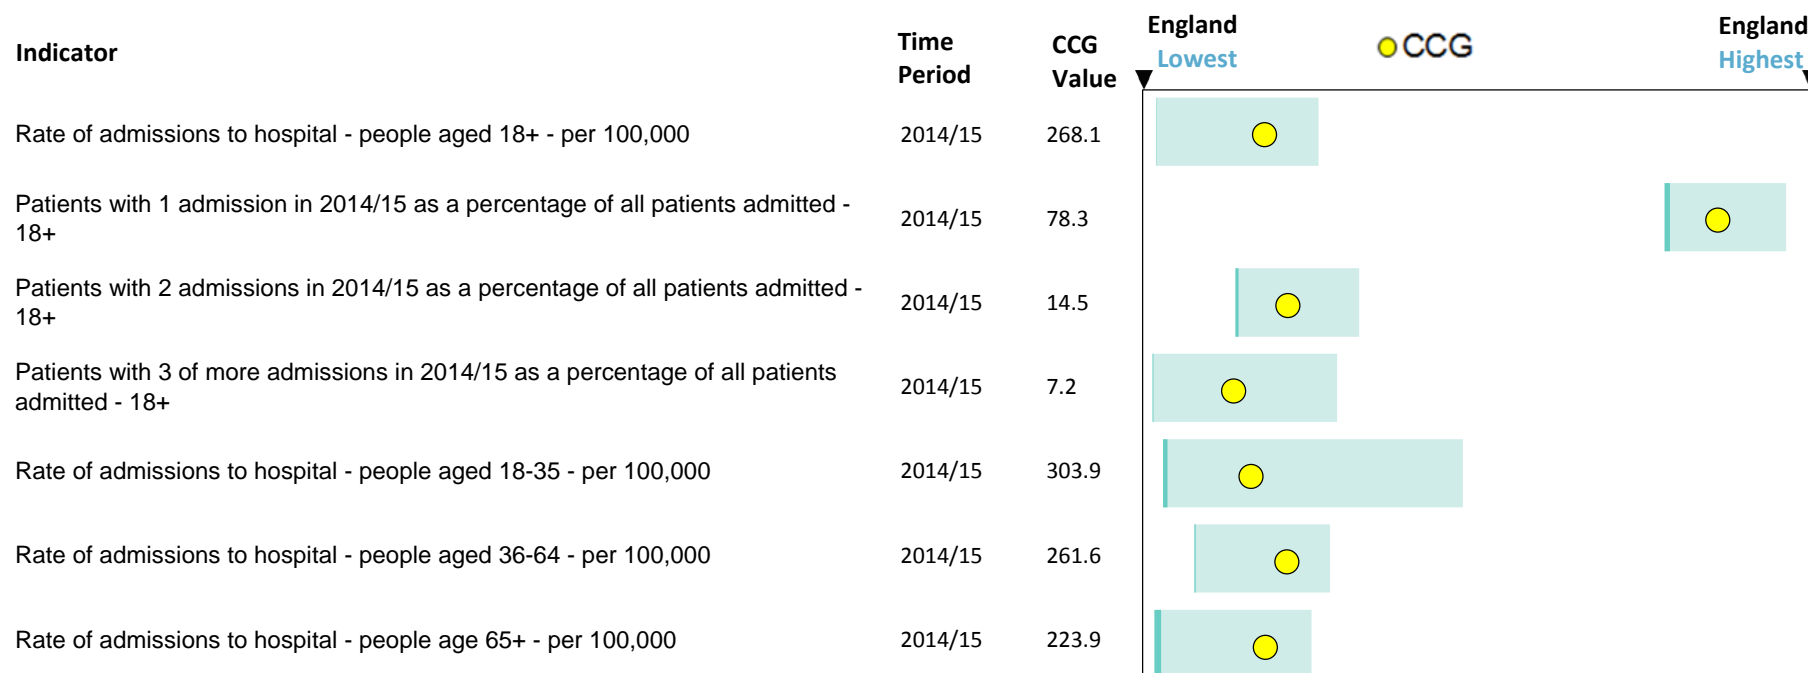 Indicator
Time Period
CCG Value
England Lowest
CCG
England Highest
Rate of admissions to hospital - people aged 18+ - per 100,000 2014/15 268.1
Patients with 1 admission in 2014/15 as a percentage of all patients admitted -
18+
2014/15 78.3
Patients with 2 admissions in 2014/15 as a percentage of all patients admitted -
18+
2014/15 14.5
Patients with 3 of more admissions in 2014/15 as a percentage of all patients
admitted - 18+
2014/15 7.2
Rate of admissions to hospital - people aged 18-35 - per 100,000 2014/15 303.9
Rate of admissions to hospital - people aged 36-64 - per 100,000 2014/15 261.6
Rate of admissions to hospital - people age 65+ - per 100,000 2014/15 223.9